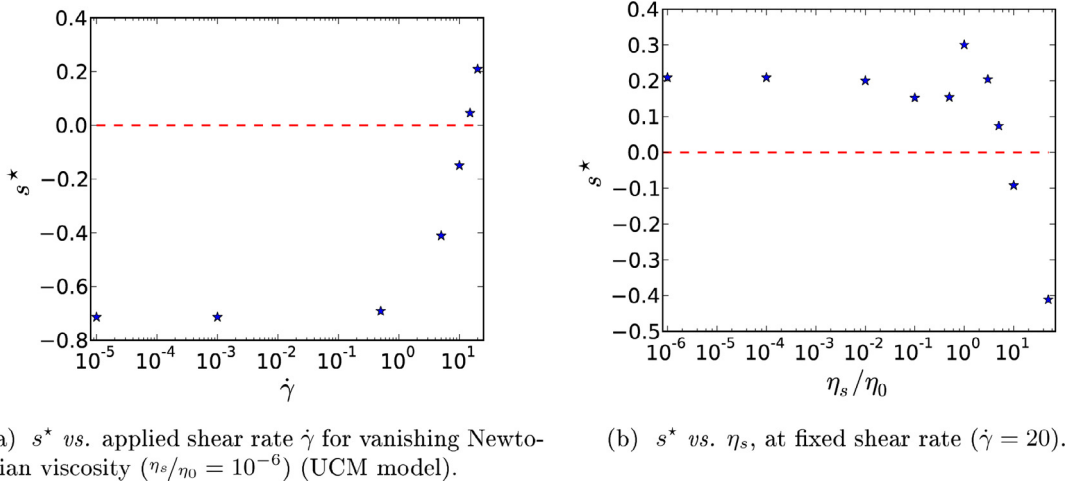 0.4
0.2
0.0
−0.2
−0.4
−0.6
−0.8
s⋆
10⁻⁵ 10⁻⁴ 10⁻³ 10⁻² 10⁻¹ 10⁰ 10¹
γ̇
0.4
0.3
0.2
0.1
0.0
−0.1
−0.2
−0.3
−0.4
−0.5
s⋆
10⁻⁶ 10⁻⁵ 10⁻⁴ 10⁻³ 10⁻² 10⁻¹ 10⁰ 10¹
ηs/η0
a) s⋆ vs. applied shear rate γ̇ for vanishing Newto-
ian viscosity (ηs/η0 = 10⁻⁶) (UCM model).
(b) s⋆ vs. ηs, at fixed shear rate (γ̇ = 20).